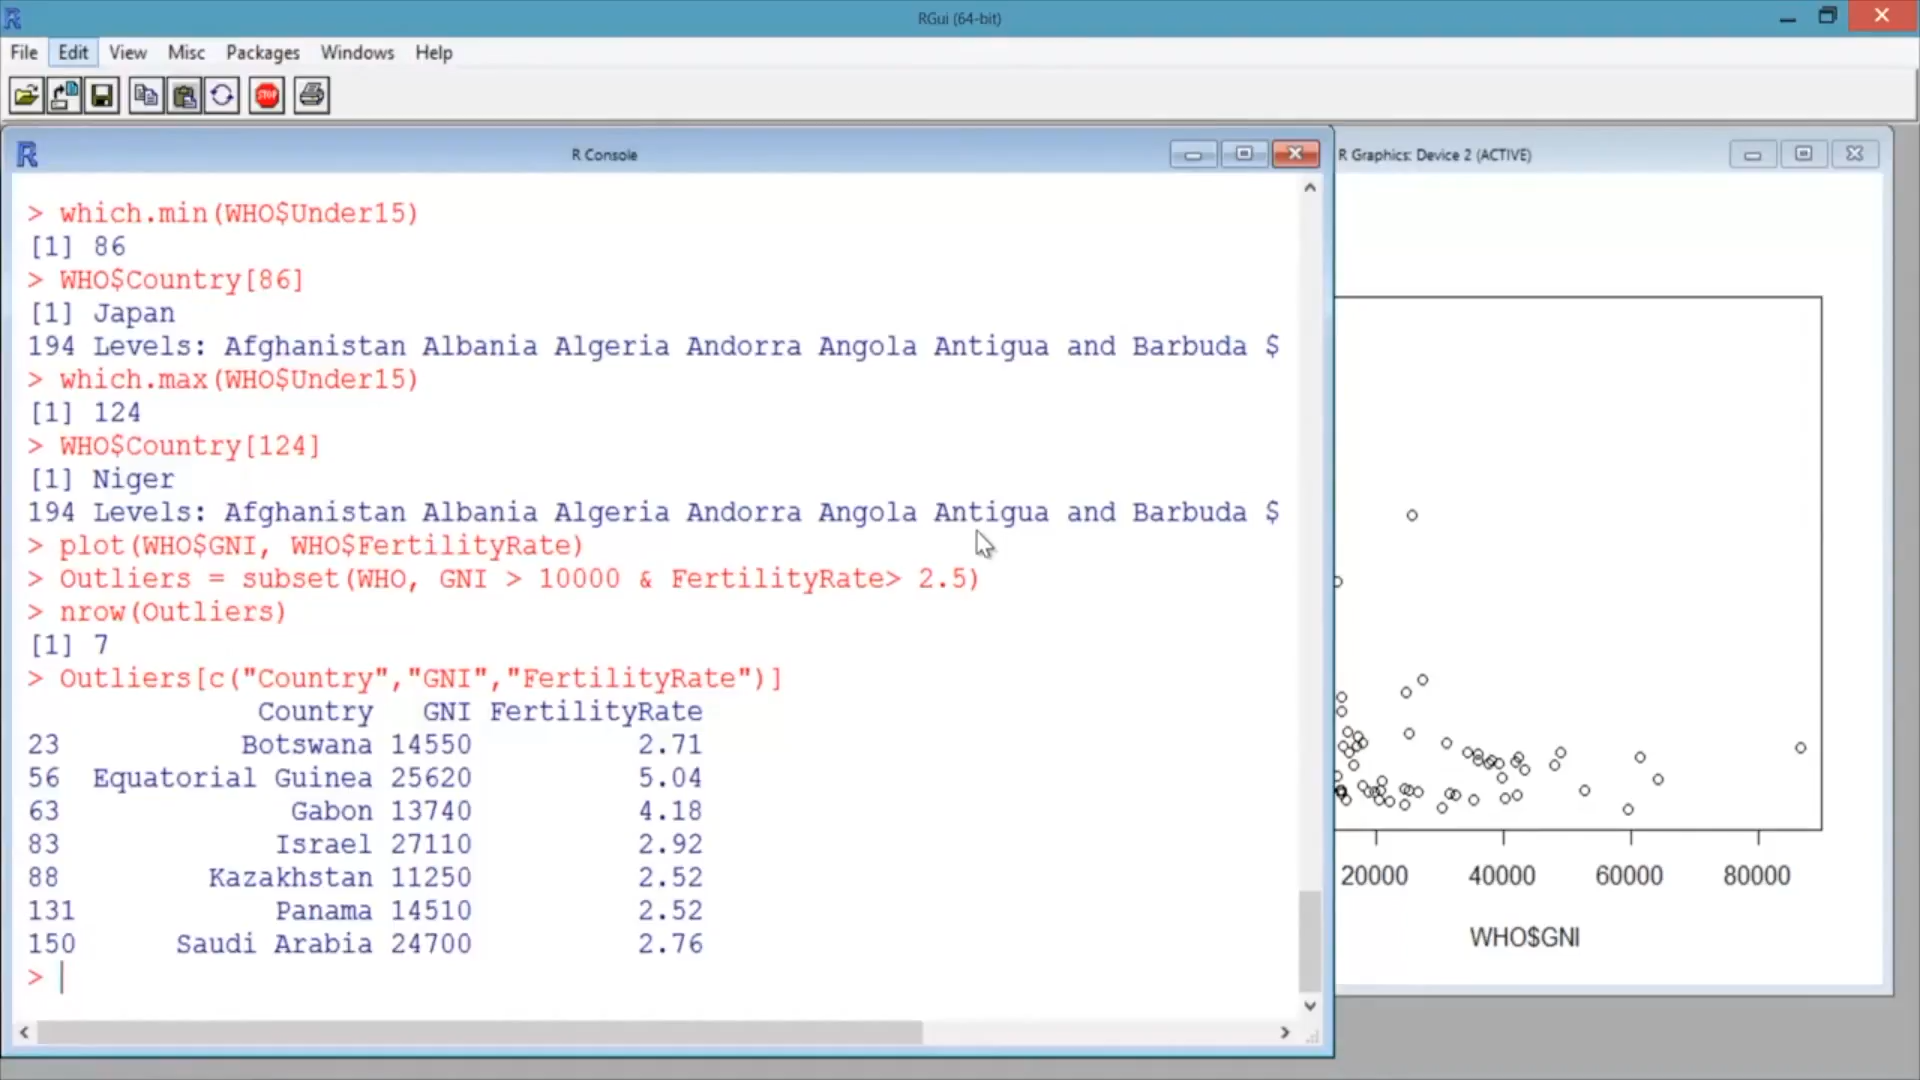 RGui (64-bit)
File Edit View Misc Packages Windows Help
STOP
R Console
> which.min(WHO$Under15)
[1] 86
> WHO$Country[86]
[1] Japan
194 Levels: Afghanistan Albania Algeria Andorra Angola Antigua and Barbuda $
> which.max(WHO$Under15)
[1] 124
> WHO$Country[124]
[1] Niger
194 Levels: Afghanistan Albania Algeria Andorra Angola Antigua and Barbuda $
> plot(WHO$GNI, WHO$FertilityRate)
> Outliers = subset(WHO, GNI > 10000 & FertilityRate> 2.5)
> nrow(Outliers)
[1] 7
> Outliers[c("Country","GNI","FertilityRate")]
Country GNI FertilityRate
23 Botswana 14550 2.71
56 Equatorial Guinea 25620 5.04
63 Gabon 13740 4.18
83 Israel 27110 2.92
88 Kazakhstan 11250 2.52
131 Panama 14510 2.52
150 Saudi Arabia 24700 2.76
>
R Graphics: Device 2 (ACTIVE)
20000 40000 60000 80000
WHO$GNI